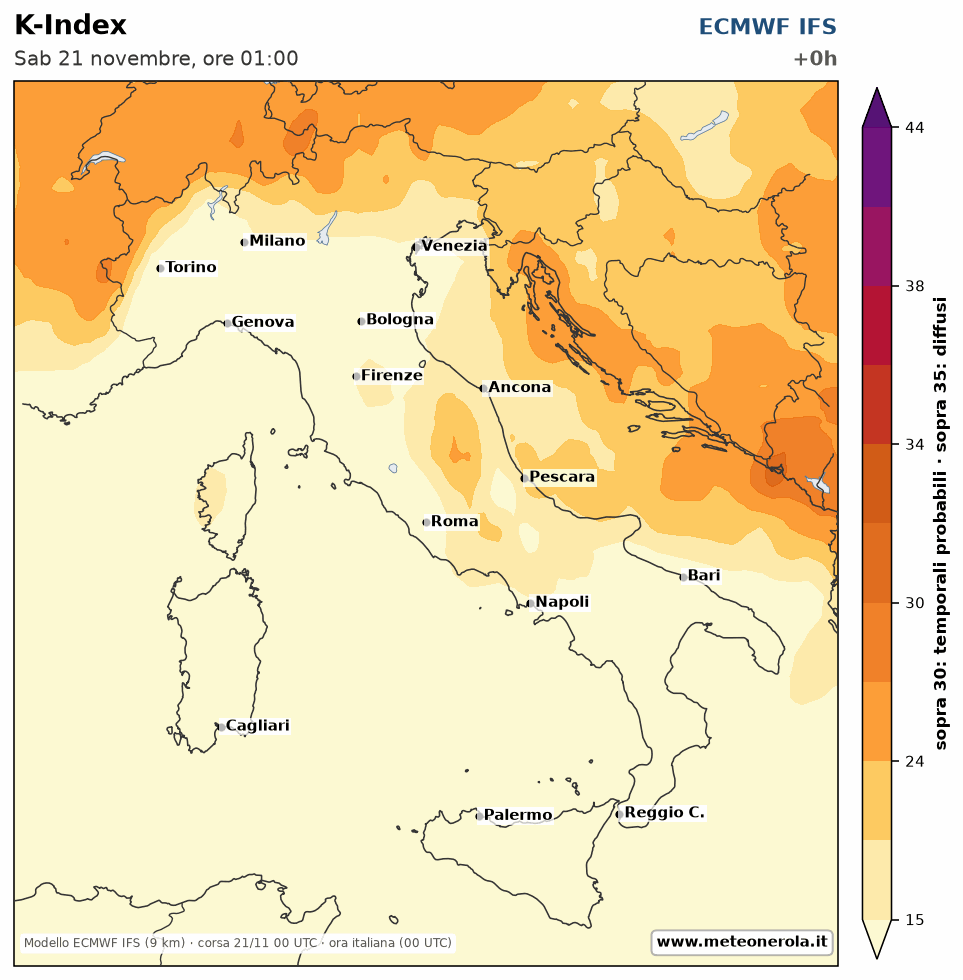 K-Index
ECMWF IFS
Sab 21 novembre, ore 01:00
+0h
Milano
Venezia
Torino
Genova
Bologna
Firenze
Ancona
Pescara
Roma
Bari
Napoli
Cagliari
Palermo
Reggio C.
44
38
34
30
24
15
sopra 30: temporali probabili · sopra 35: diffusi
Modello ECMWF IFS (9 km) · corsa 21/11 00 UTC · ora italiana (00 UTC)
www.meteonerola.it